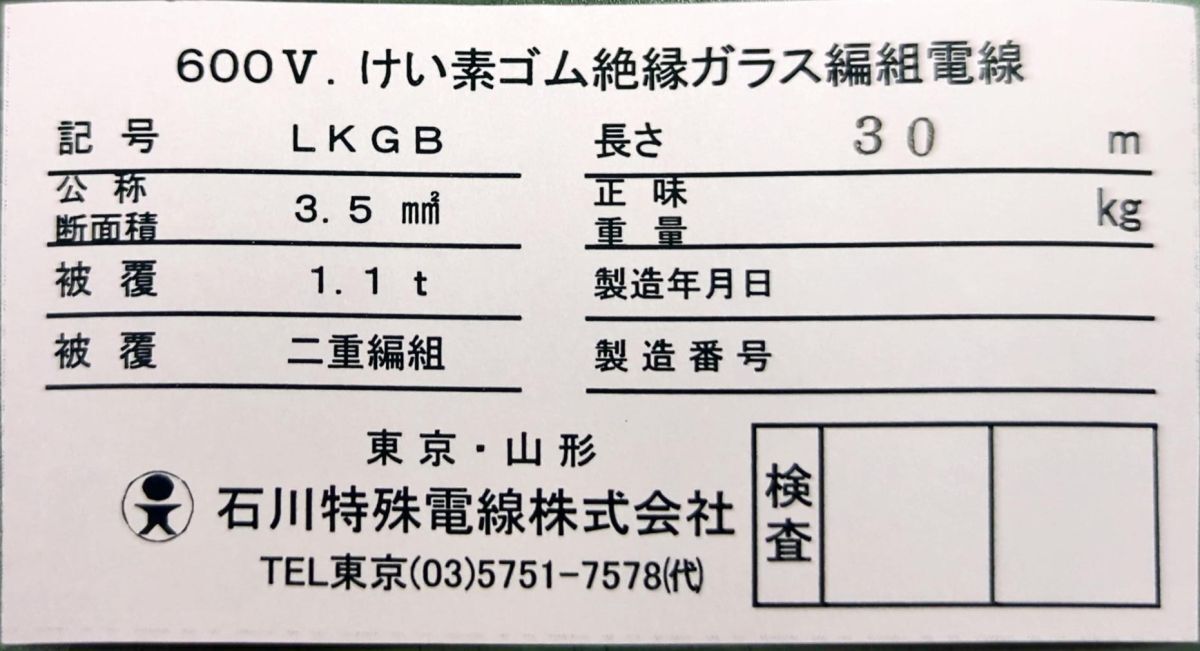 600V. けい素ゴム絶縁ガラス編組電線
記号 LKGB
長さ 30 m
公称断面積 3.5 ㎟
正味重量 kg
被覆 1.1t
製造年月日
被覆 二重編組
製造番号
東京・山形
石川特殊電線株式会社
TEL東京(03)5751-7578㈹
検査